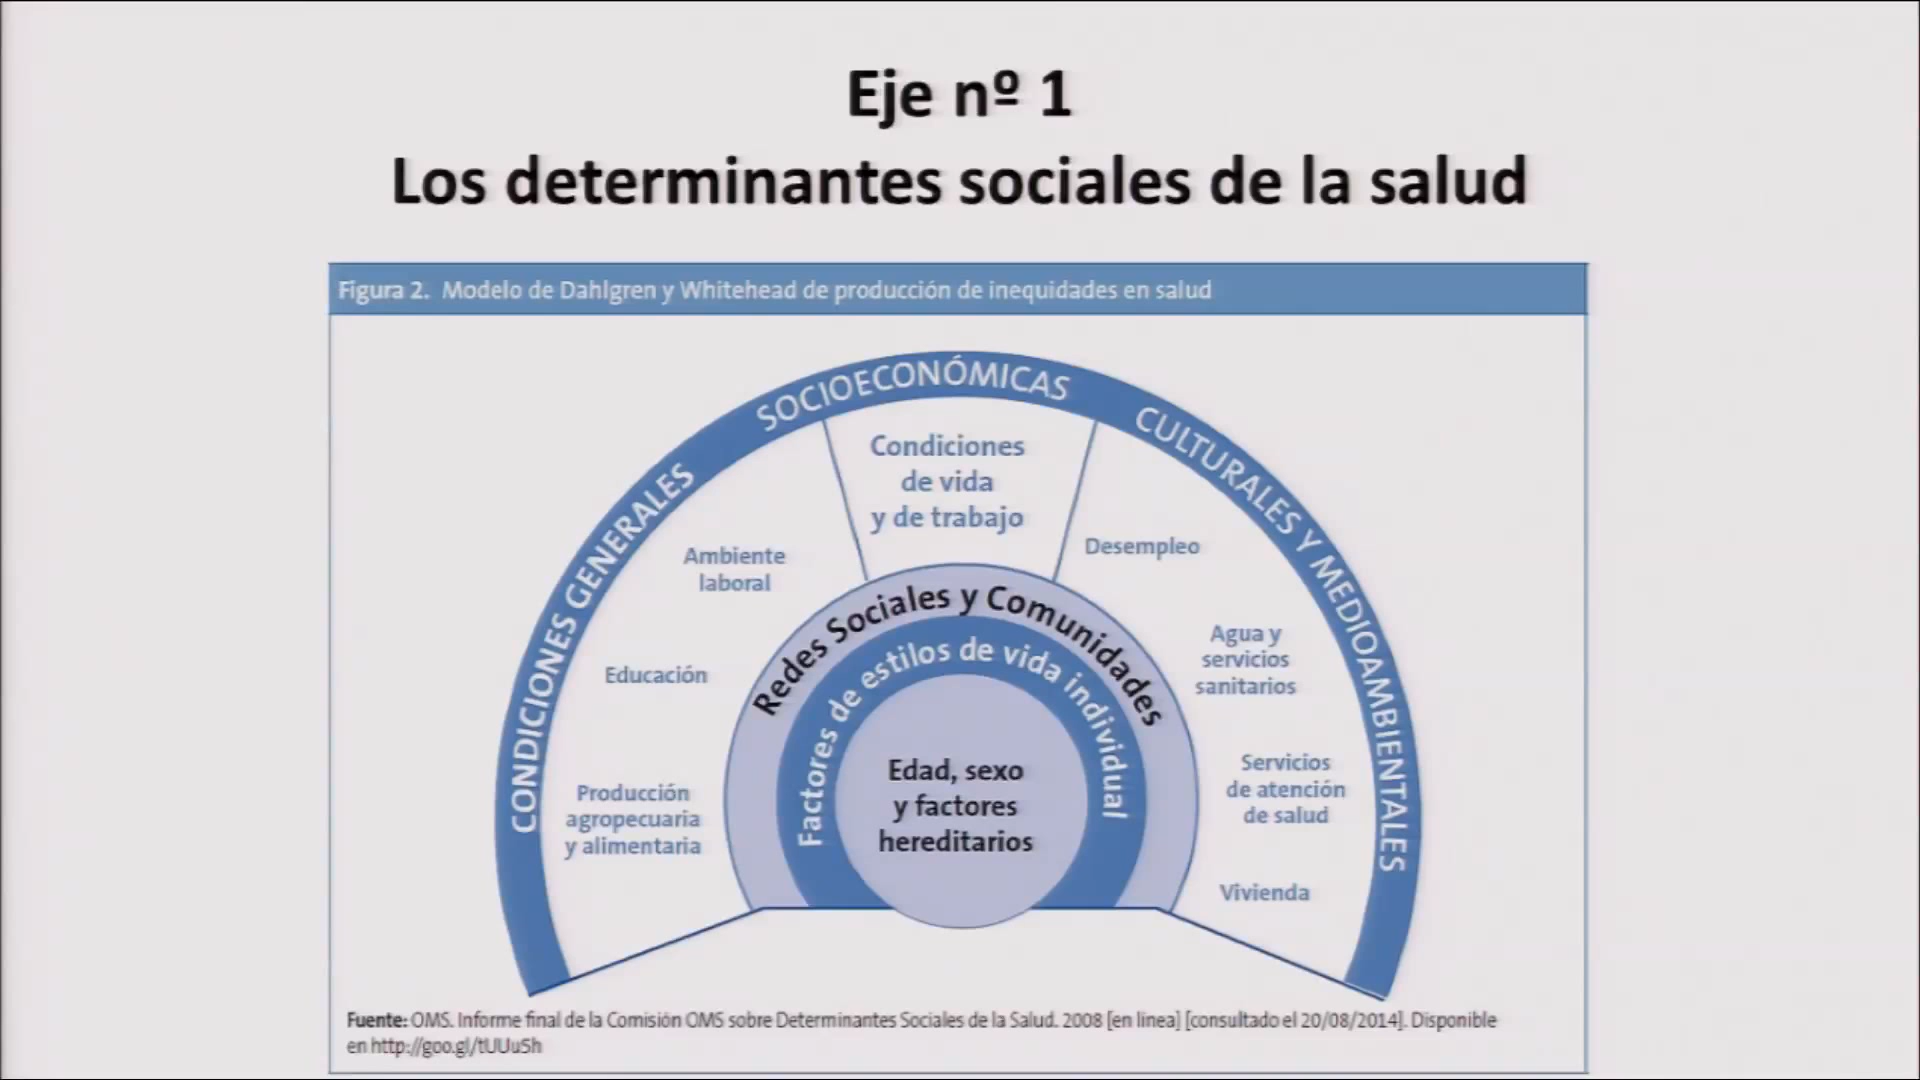 Eje nº 1
Los determinantes sociales de la salud
Figura 2. Modelo de Dahlgren y Whitehead de producción de inequidades en salud
CONDICIONES GENERALES SOCIOECONÓMICAS CULTURALES Y MEDIOAMBIENTALES
Condiciones
de vida
y de trabajo
Ambiente
laboral
Educación
Producción
agropecuaria
y alimentaria
Desempleo
Agua y
servicios
sanitarios
Servicios
de atención
de salud
Vivienda
Redes Sociales y Comunidades
Factores de estilos de vida individual
Edad, sexo
y factores
hereditarios
Fuente: OMS. Informe final de la Comisión OMS sobre Determinantes Sociales de la Salud. 2008 [en línea] [consultado el 20/08/2014]. Disponible
en http://goo.gl/tUUuSh